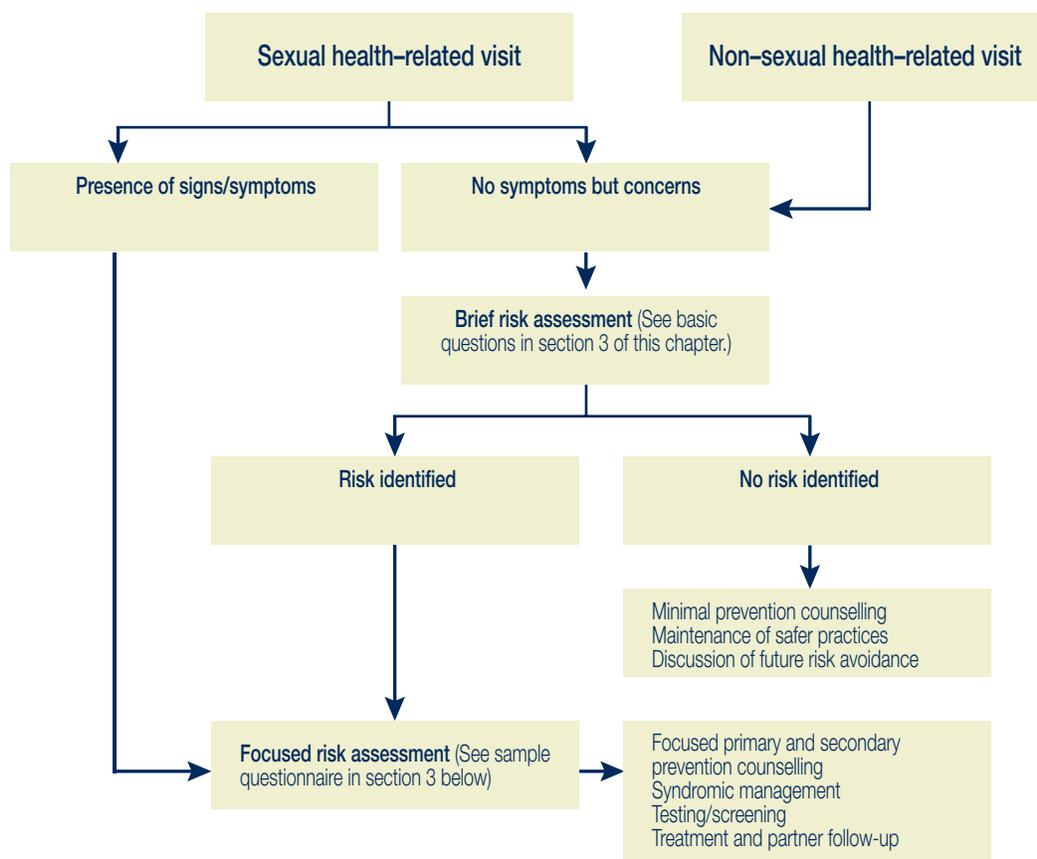 Sexual health–related visit
Non–sexual health–related visit
Presence of signs/symptoms
No symptoms but concerns
Brief risk assessment (See basic
questions in section 3 of this chapter.)
Risk identified
No risk identified
Minimal prevention counselling
Maintenance of safer practices
Discussion of future risk avoidance
Focused risk assessment (See sample
questionnaire in section 3 below)
Focused primary and secondary
prevention counselling
Syndromic management
Testing/screening
Treatment and partner follow-up